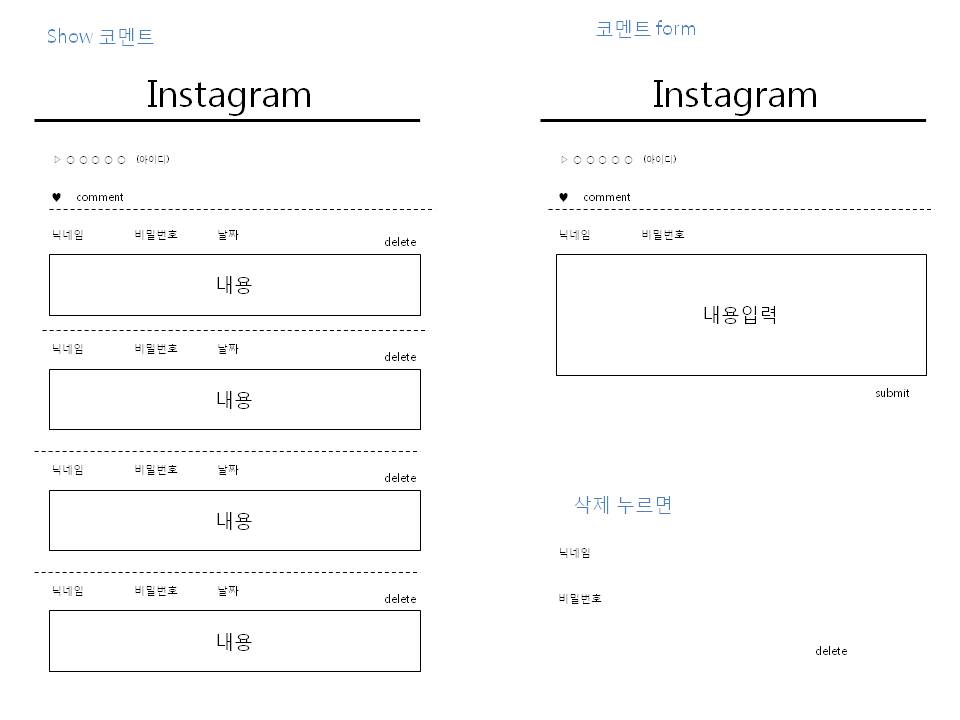 Show 코멘트
Instagram
▷ ○ ○ ○ ○ ○ (아이디)
♥ comment
닉네임 비밀번호 날짜 delete
내용
닉네임 비밀번호 날짜 delete
내용
닉네임 비밀번호 날짜 delete
내용
닉네임 비밀번호 날짜 delete
내용
코멘트 form
Instagram
▷ ○ ○ ○ ○ ○ (아이디)
♥ comment
닉네임 비밀번호
내용입력
submit
삭제 누르면
닉네임
비밀번호
delete